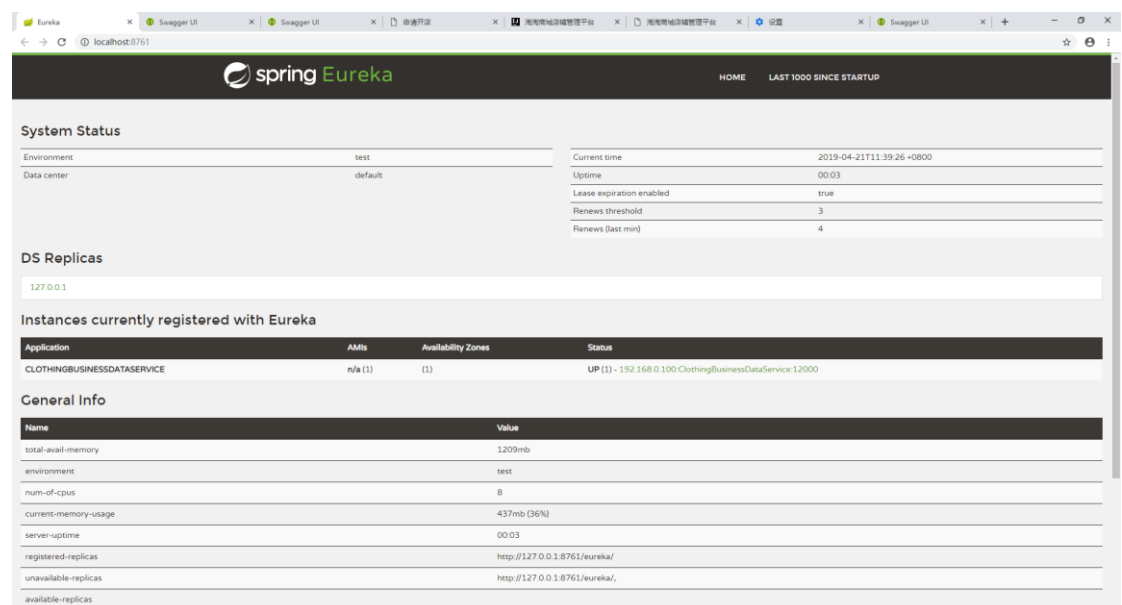 Eureka Swagger UI Swagger UI 申请开店 淘淘商城店铺管理平台 淘淘商城店铺管理平台 设置 Swagger UI
localhost:8761
spring Eureka HOME LAST 1000 SINCE STARTUP
System Status
Environment test Current time 2019-04-21T11:39:26 +0800
Data center default Uptime 00:03
Lease expiration enabled true
Renews threshold 3
Renews (last min) 4
DS Replicas
127.0.0.1
Instances currently registered with Eureka
Application AMIs Availability Zones Status
CLOTHINGBUSINESSDATASERVICE n/a (1) (1) UP (1) - 192.168.0.100:ClothingBusinessDataService:12000
General Info
Name Value
total-avail-memory 1209mb
environment test
num-of-cpus 8
current-memory-usage 437mb (36%)
server-uptime 00:03
registered-replicas http://127.0.0.1:8761/eureka/
unavailable-replicas http://127.0.0.1:8761/eureka/,
available-replicas